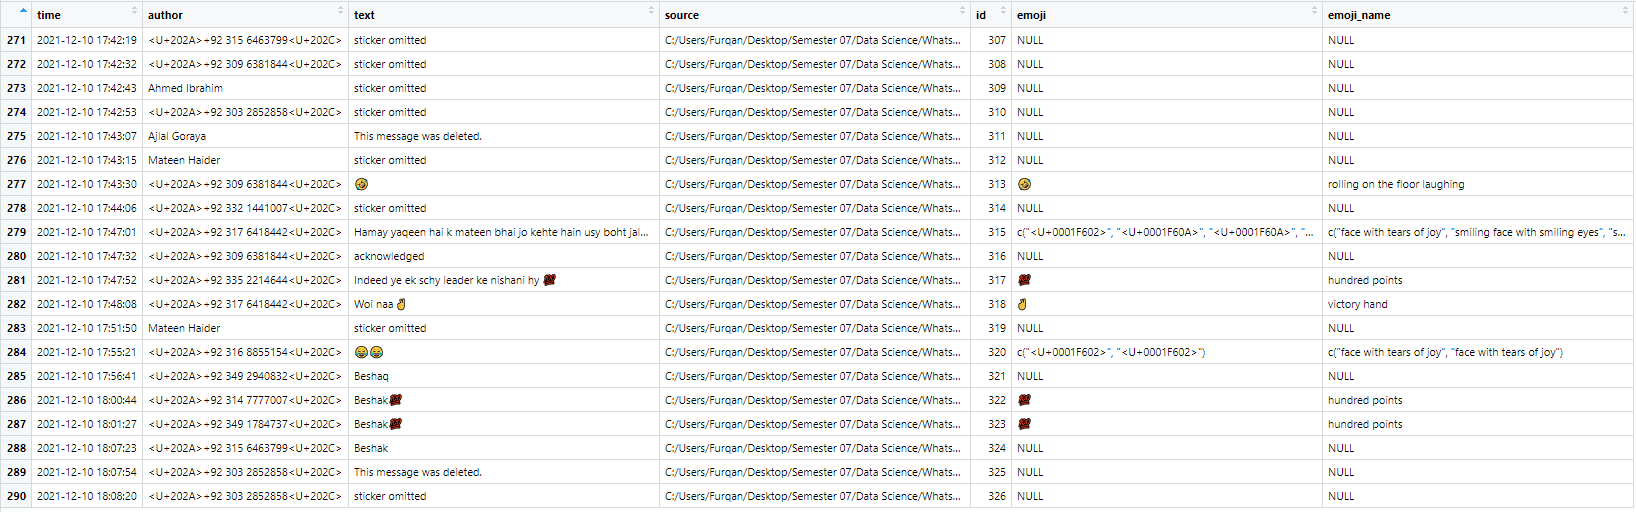 time author text source id emoji emoji_name
271 2021-12-10 17:42:19 <U+202A>+92 315 6463799<U+202C> sticker omitted C:/Users/Furqan/Desktop/Semester 07/Data Science/Whats... 307 NULL NULL
272 2021-12-10 17:42:32 <U+202A>+92 309 6381844<U+202C> sticker omitted C:/Users/Furqan/Desktop/Semester 07/Data Science/Whats... 308 NULL NULL
273 2021-12-10 17:42:43 Ahmed Ibrahim sticker omitted C:/Users/Furqan/Desktop/Semester 07/Data Science/Whats... 309 NULL NULL
274 2021-12-10 17:42:53 <U+202A>+92 303 2852858<U+202C> sticker omitted C:/Users/Furqan/Desktop/Semester 07/Data Science/Whats... 310 NULL NULL
275 2021-12-10 17:43:07 Ajlal Goraya This message was deleted. C:/Users/Furqan/Desktop/Semester 07/Data Science/Whats... 311 NULL NULL
276 2021-12-10 17:43:15 Mateen Haider sticker omitted C:/Users/Furqan/Desktop/Semester 07/Data Science/Whats... 312 NULL NULL
277 2021-12-10 17:43:30 <U+202A>+92 309 6381844<U+202C> 🤣 C:/Users/Furqan/Desktop/Semester 07/Data Science/Whats... 313 🤣 rolling on the floor laughing
278 2021-12-10 17:44:06 <U+202A>+92 332 1441007<U+202C> sticker omitted C:/Users/Furqan/Desktop/Semester 07/Data Science/Whats... 314 NULL NULL
279 2021-12-10 17:47:01 <U+202A>+92 317 6418442<U+202C> Hamay yaqeen hai k mateen bhai jo kehte hain usy boht jal... C:/Users/Furqan/Desktop/Semester 07/Data Science/Whats... 315 c("<U+0001F602>", "<U+0001F60A>", "<U+0001F60A>", "... c("face with tears of joy", "smiling face with smiling eyes", "s...
280 2021-12-10 17:47:32 <U+202A>+92 309 6381844<U+202C> acknowledged C:/Users/Furqan/Desktop/Semester 07/Data Science/Whats... 316 NULL NULL
281 2021-12-10 17:47:52 <U+202A>+92 335 2214644<U+202C> Indeed ye ek schy leader ke nishani hy 💯 C:/Users/Furqan/Desktop/Semester 07/Data Science/Whats... 317 💯 hundred points
282 2021-12-10 17:48:08 <U+202A>+92 317 6418442<U+202C> Woi naa✌ C:/Users/Furqan/Desktop/Semester 07/Data Science/Whats... 318 ✌ victory hand
283 2021-12-10 17:51:50 Mateen Haider sticker omitted C:/Users/Furqan/Desktop/Semester 07/Data Science/Whats... 319 NULL NULL
284 2021-12-10 17:55:21 <U+202A>+92 316 8855154<U+202C> 😂😂 C:/Users/Furqan/Desktop/Semester 07/Data Science/Whats... 320 c("<U+0001F602>", "<U+0001F602>") c("face with tears of joy", "face with tears of joy")
285 2021-12-10 17:56:41 <U+202A>+92 349 2940832<U+202C> Beshaq C:/Users/Furqan/Desktop/Semester 07/Data Science/Whats... 321 NULL NULL
286 2021-12-10 18:00:44 <U+202A>+92 314 7777007<U+202C> Beshak💯 C:/Users/Furqan/Desktop/Semester 07/Data Science/Whats... 322 💯 hundred points
287 2021-12-10 18:01:27 <U+202A>+92 349 1784737<U+202C> Beshak💯 C:/Users/Furqan/Desktop/Semester 07/Data Science/Whats... 323 💯 hundred points
288 2021-12-10 18:07:23 <U+202A>+92 315 6463799<U+202C> Beshak C:/Users/Furqan/Desktop/Semester 07/Data Science/Whats... 324 NULL NULL
289 2021-12-10 18:07:54 <U+202A>+92 303 2852858<U+202C> This message was deleted. C:/Users/Furqan/Desktop/Semester 07/Data Science/Whats... 325 NULL NULL
290 2021-12-10 18:08:20 <U+202A>+92 303 2852858<U+202C> sticker omitted C:/Users/Furqan/Desktop/Semester 07/Data Science/Whats... 326 NULL NULL